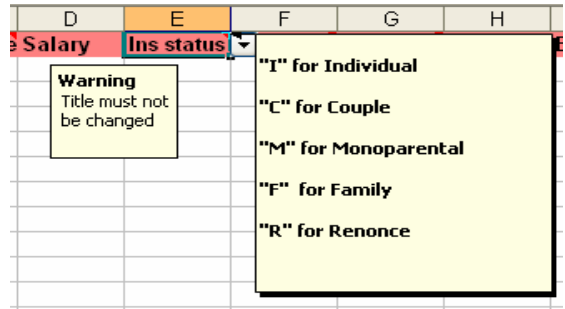 D E F G H
e Salary Ins status E
Warning
Title must not
be changed
"I" for Individual
"C" for Couple
"M" for Monoparental
"F" for Family
"R" for Renonce